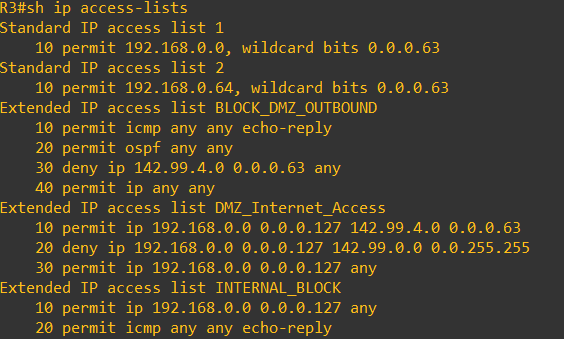 R3#sh ip access-lists
Standard IP access list 1
    10 permit 192.168.0.0, wildcard bits 0.0.0.63
Standard IP access list 2
    10 permit 192.168.0.64, wildcard bits 0.0.0.63
Extended IP access list BLOCK_DMZ_OUTBOUND
    10 permit icmp any any echo-reply
    20 permit ospf any any
    30 deny ip 142.99.4.0 0.0.0.63 any
    40 permit ip any any
Extended IP access list DMZ_Internet_Access
    10 permit ip 192.168.0.0 0.0.0.127 142.99.4.0 0.0.0.63
    20 deny ip 192.168.0.0 0.0.0.127 142.99.0.0 0.0.255.255
    30 permit ip 192.168.0.0 0.0.0.127 any
Extended IP access list INTERNAL_BLOCK
    10 permit ip 192.168.0.0 0.0.0.127 any
    20 permit icmp any any echo-reply